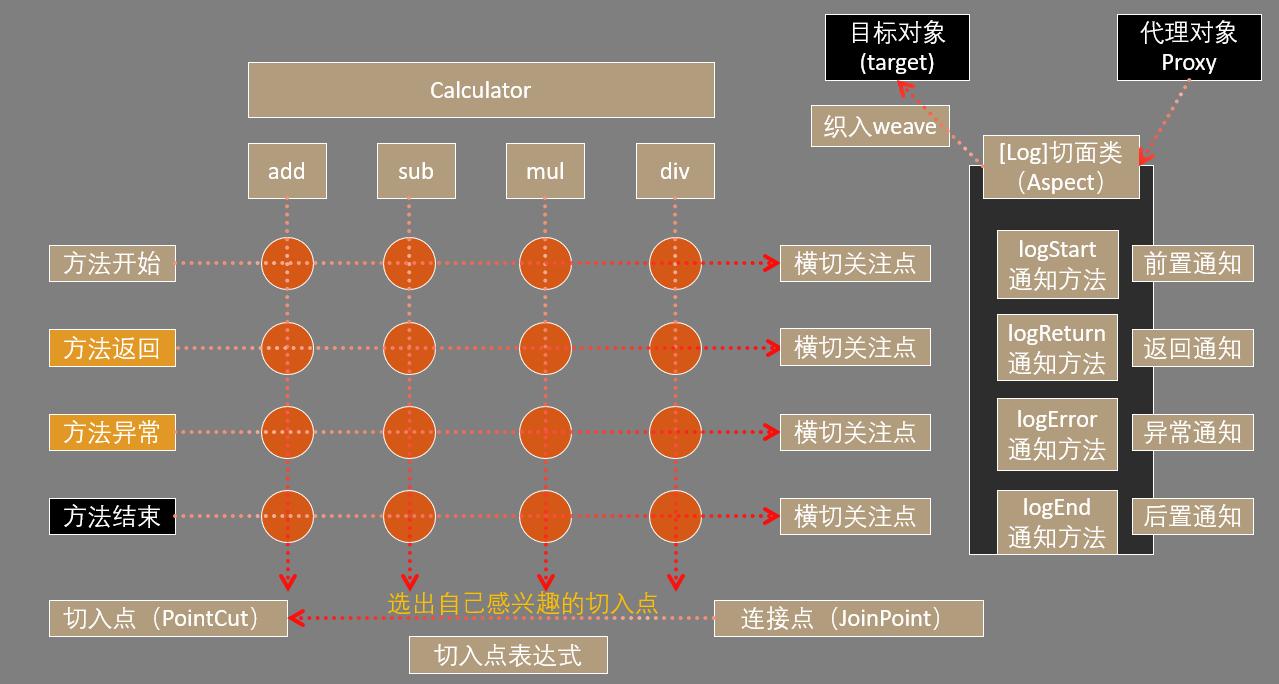 目标对象
(target)
代理对象
Proxy
Calculator
织入weave
[Log]切面类
（Aspect）
add
sub
mul
div
方法开始
横切关注点
logStart
通知方法
前置通知
方法返回
横切关注点
logReturn
通知方法
返回通知
方法异常
横切关注点
logError
通知方法
异常通知
方法结束
横切关注点
logEnd
通知方法
后置通知
选出自己感兴趣的切入点
切入点（PointCut）
连接点（JoinPoint）
切入点表达式